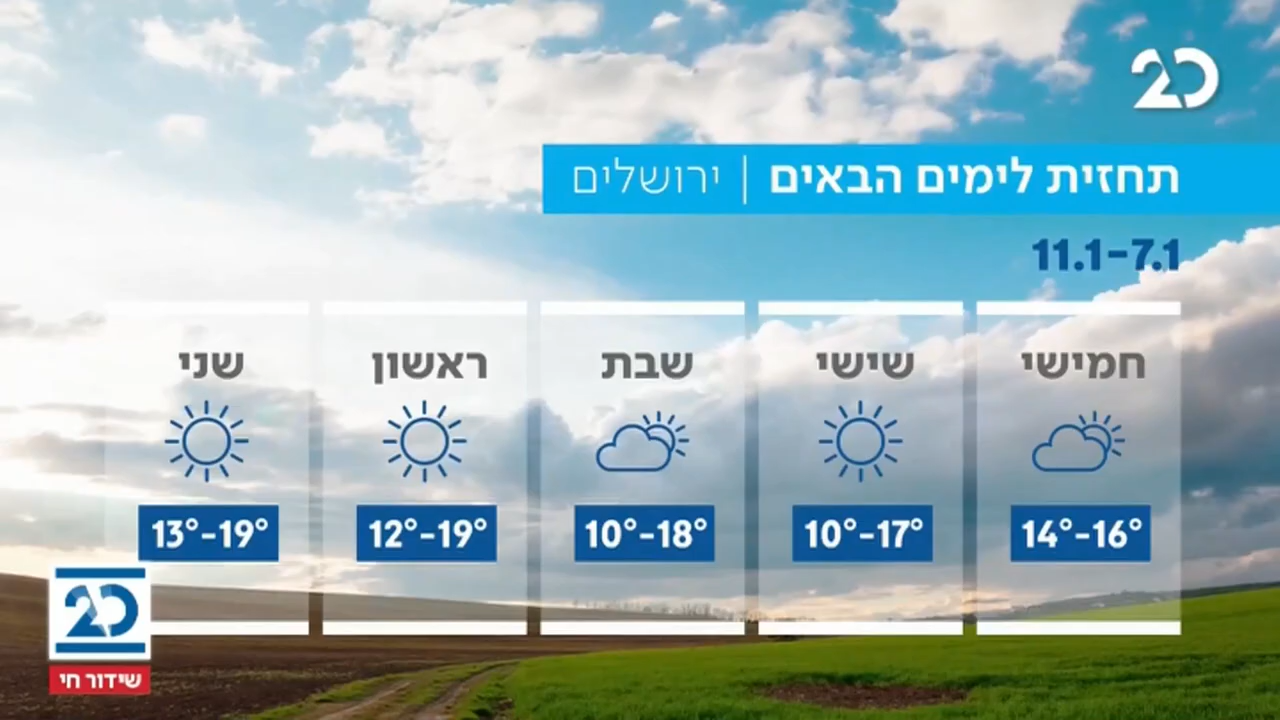 20
תחזית לימים הבאים | ירושלים
11.1-7.1
חמישי שישי שבת ראשון שני
14°-16° 10°-17° 10°-18° 12°-19° 13°-19°
20
שידור חי